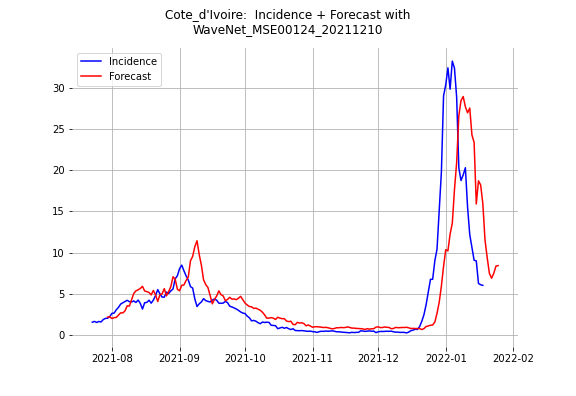 Cote_d'Ivoire:  Incidence + Forecast with
WaveNet_MSE00124_20211210
Incidence
Forecast
30
25
20
15
10
5
0
2021-08 2021-09 2021-10 2021-11 2021-12 2022-01 2022-02